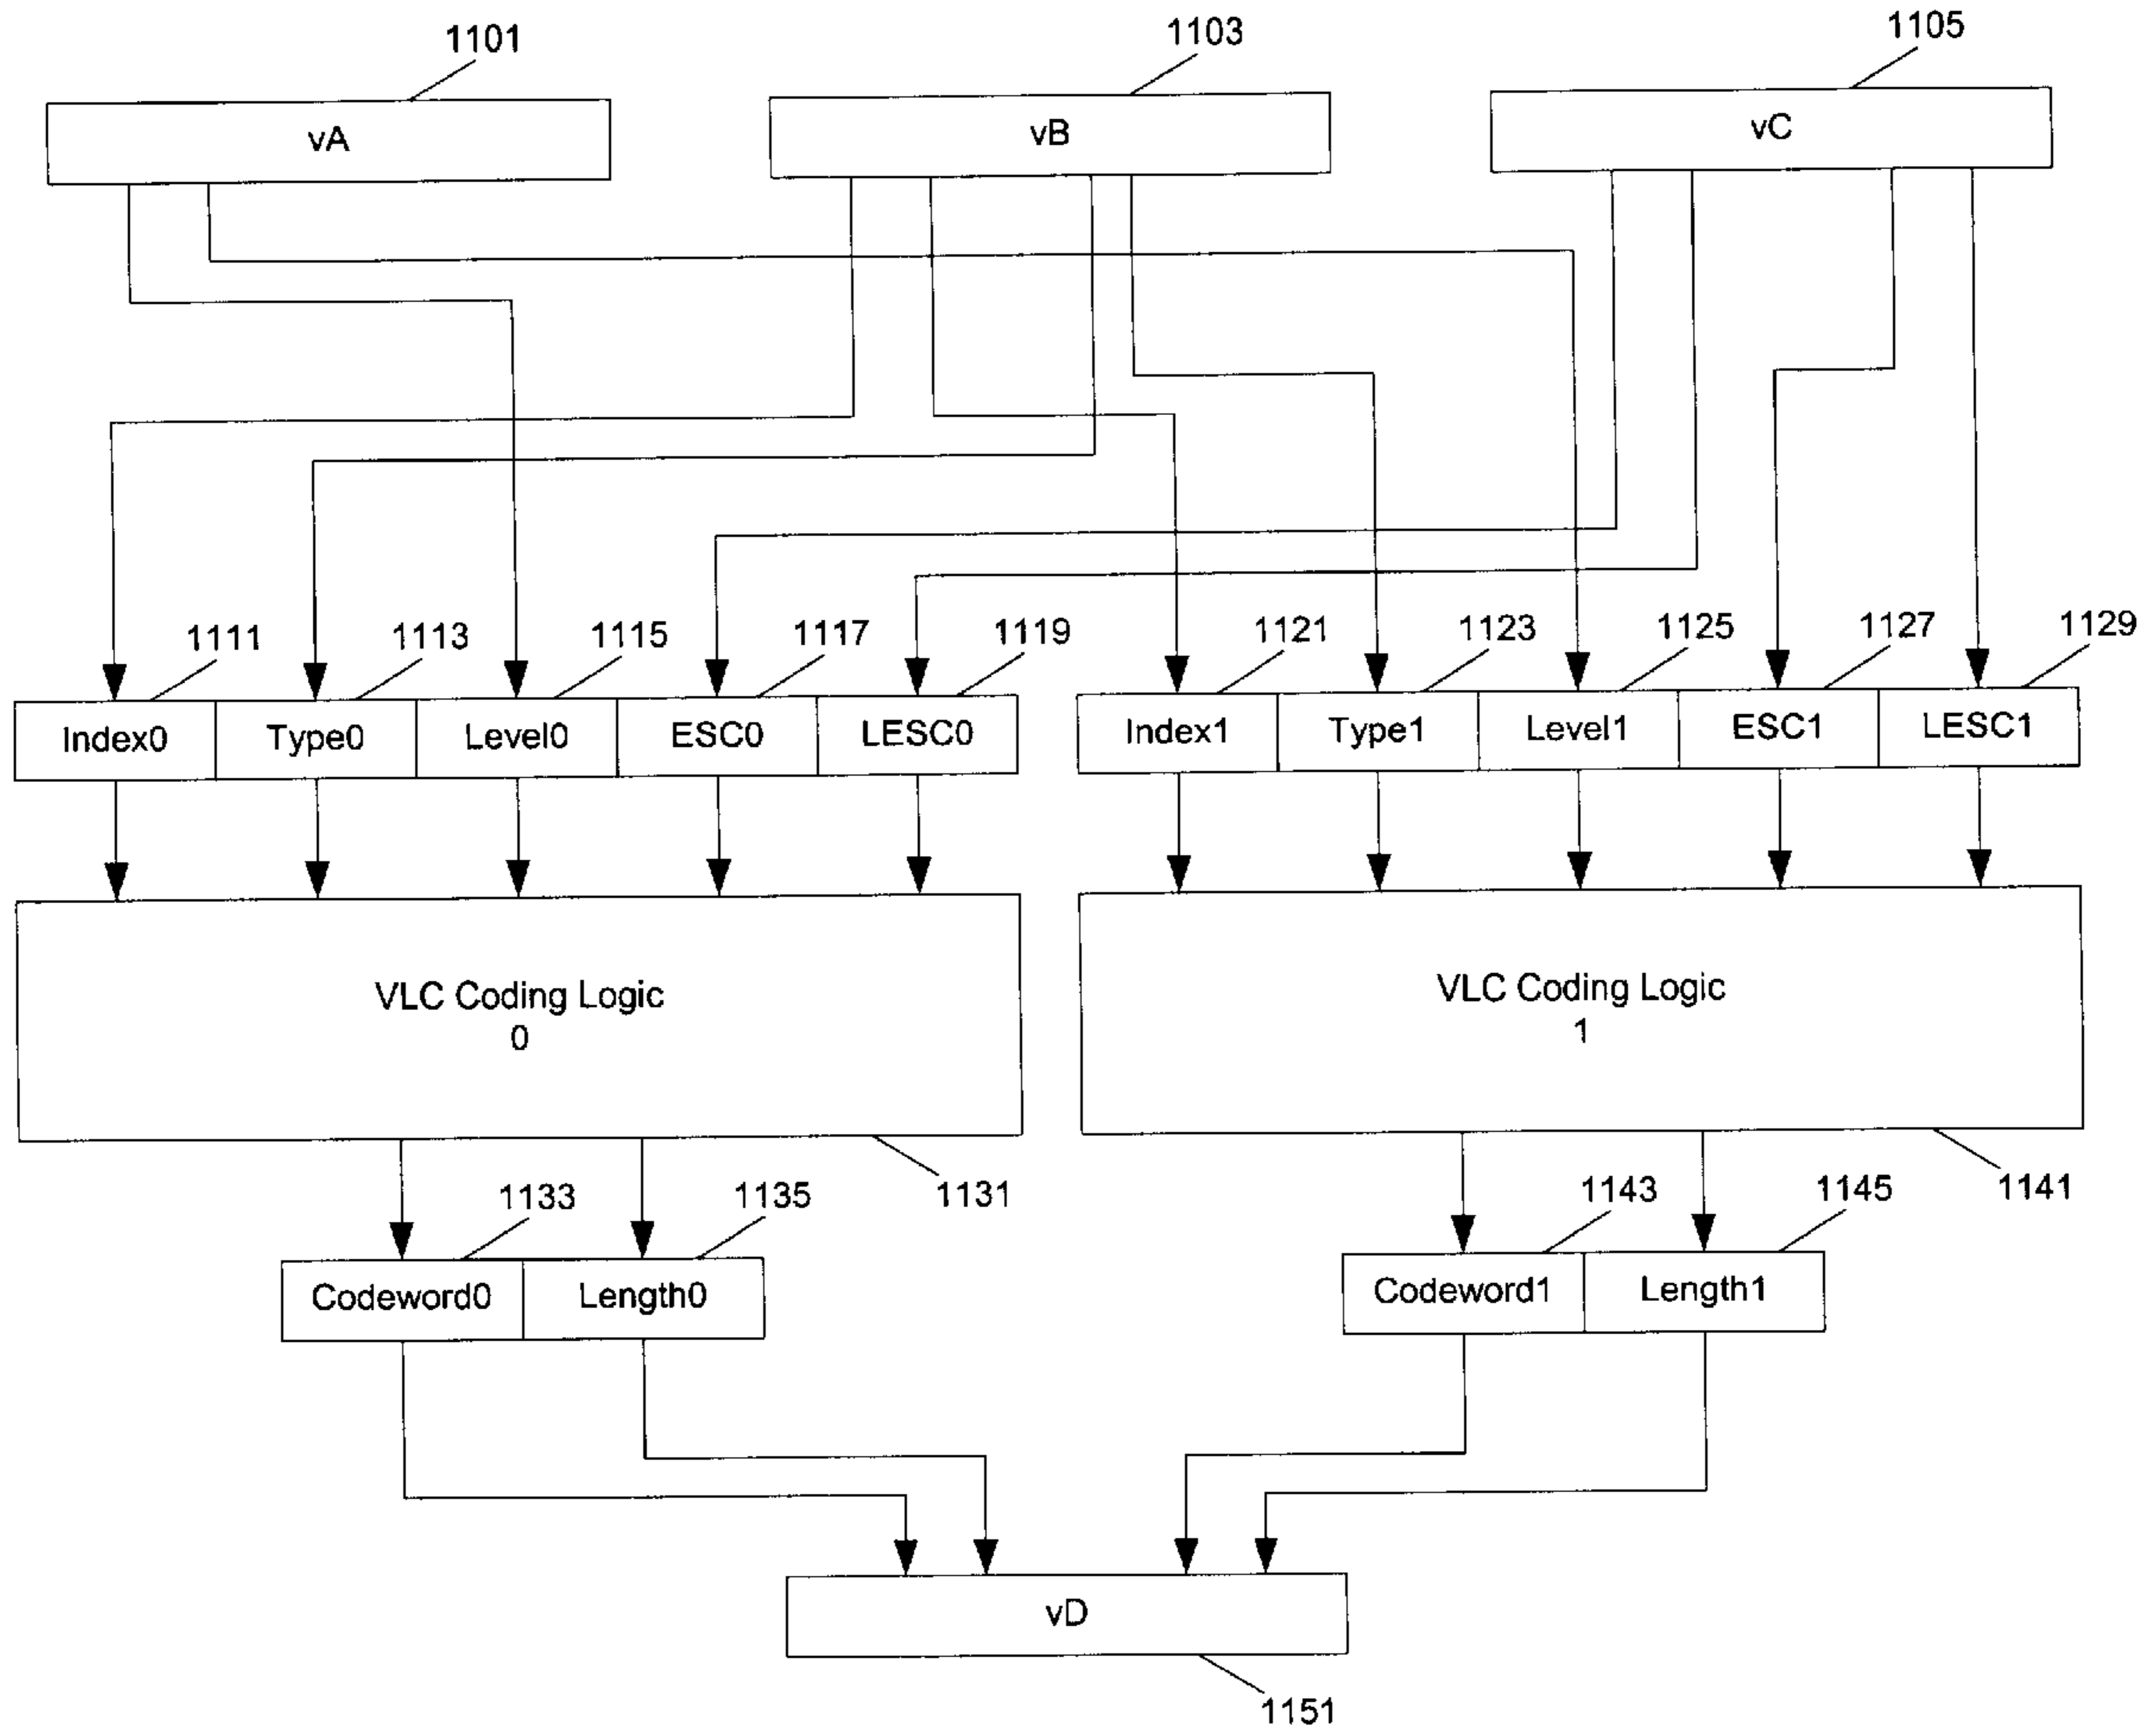 1101
1103
1105
vA
vB
vC
1111
1113
1115
1117
1119
1121
1123
1125
1127
1129
Index0
Type0
Level0
ESC0
LESC0
Index1
Type1
Level1
ESC1
LESC1
VLC Coding Logic
0
VLC Coding Logic
1
1131
1141
1133
1135
1143
1145
Codeword0
Length0
Codeword1
Length1
vD
1151